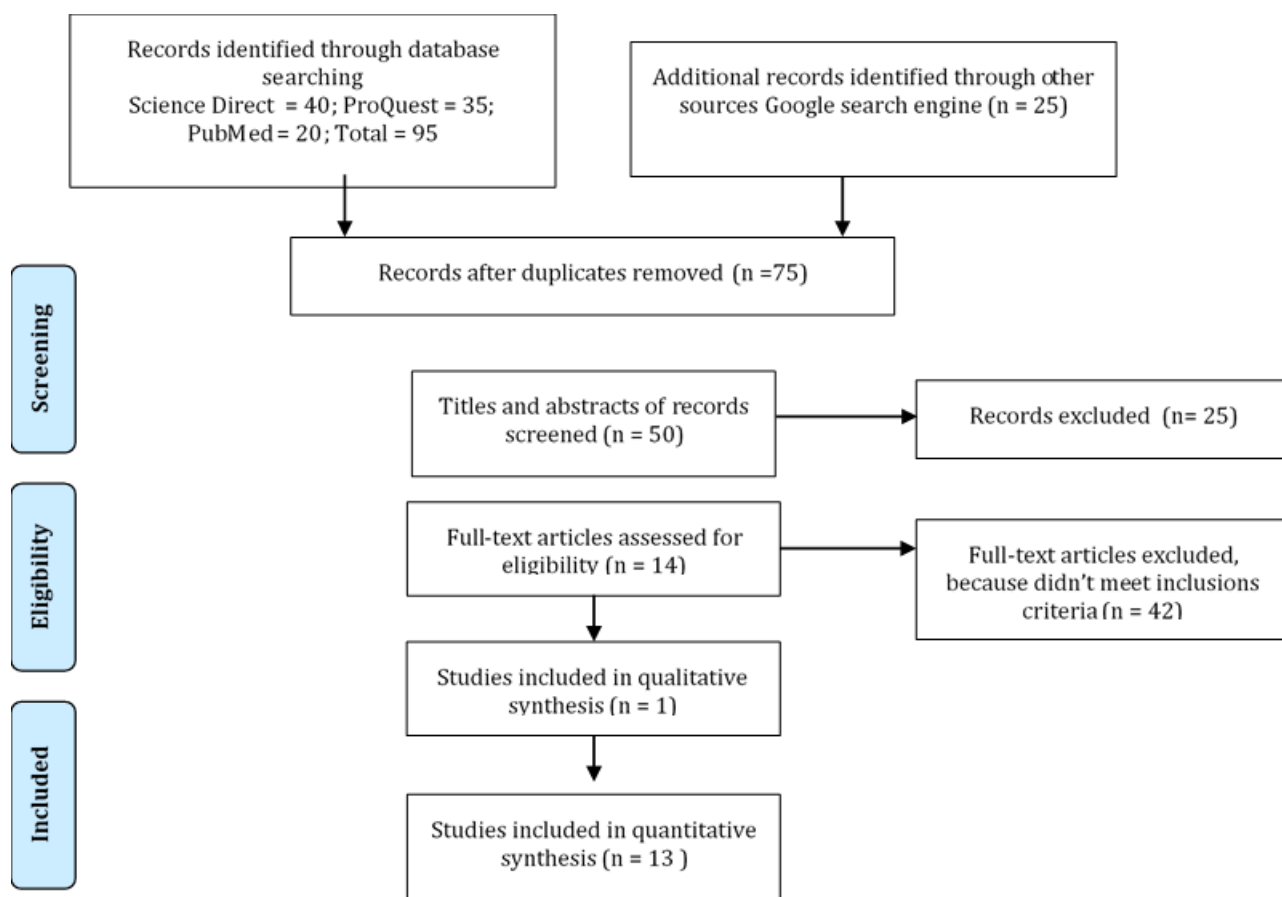 Records identified through database
searching
Science Direct = 40; ProQuest = 35;
PubMed = 20; Total = 95
Additional records identified through other
sources Google search engine (n = 25)
Records after duplicates removed (n =75)
Screening
Titles and abstracts of records
screened (n = 50)
Records excluded (n= 25)
Eligibility
Full-text articles assessed for
eligibility (n = 14)
Full-text articles excluded,
because didn't meet inclusions
criteria (n = 42)
Studies included in qualitative
synthesis (n = 1)
Included
Studies included in quantitative
synthesis (n = 13 )